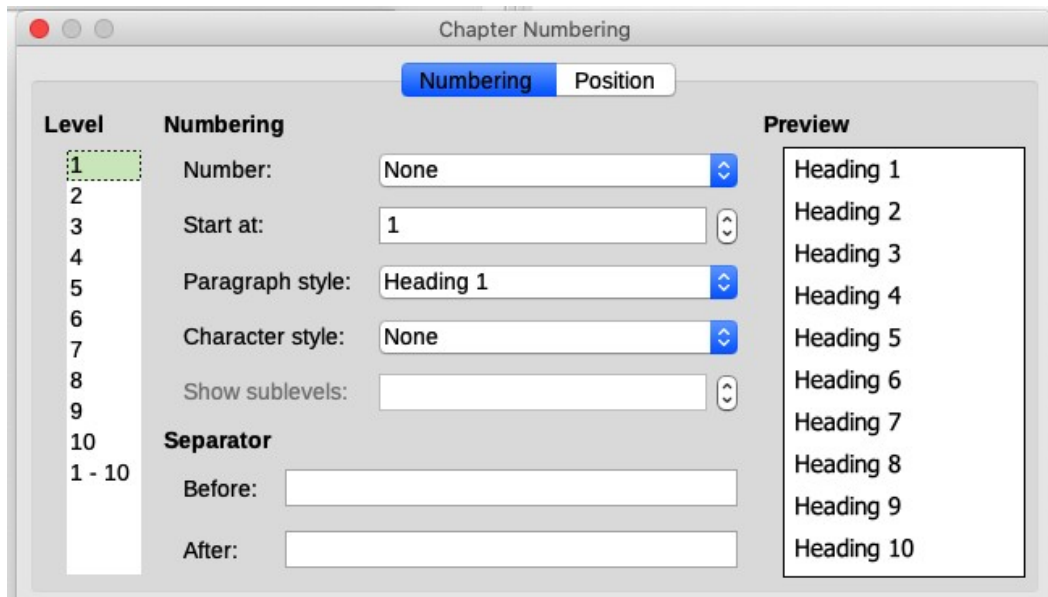 Chapter Numbering
Numbering Position
Level
1
2
3
4
5
6
7
8
9
10
1 - 10
Numbering
Number: None
Start at: 1
Paragraph style: Heading 1
Character style: None
Show sublevels:
Separator
Before:
After:
Preview
Heading 1
Heading 2
Heading 3
Heading 4
Heading 5
Heading 6
Heading 7
Heading 8
Heading 9
Heading 10